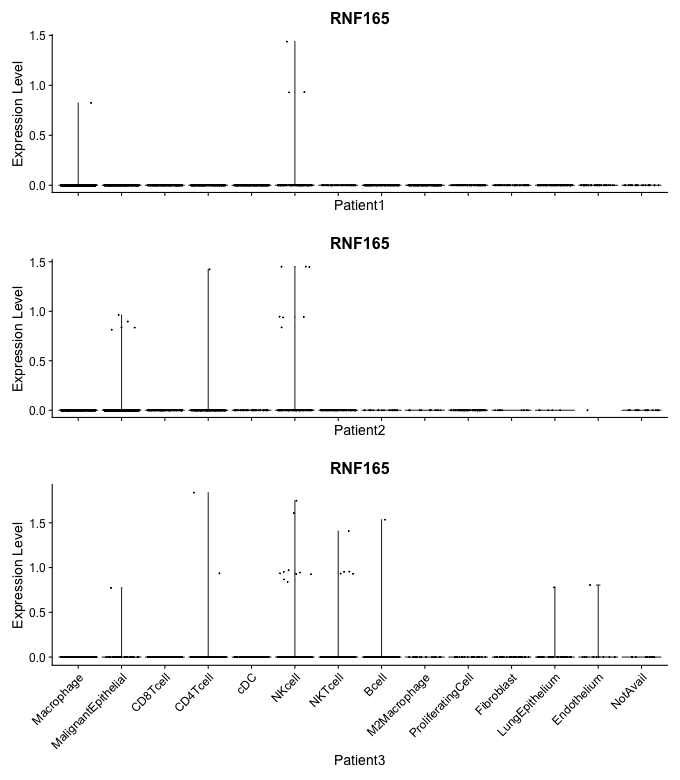 RNF165
Expression Level
1.5
1.0
0.5
0.0
Patient1
RNF165
Expression Level
1.5
1.0
0.5
0.0
Patient2
RNF165
Expression Level
1.5
1.0
0.5
0.0
Macrophage
MalignantEpithelial
CD8Tcell
CD4Tcell
cDC
NKcell
NKTcell
Bcell
M2Macrophage
ProliferatingCell
Fibroblast
LungEpithelium
Endothelium
NotAvail
Patient3